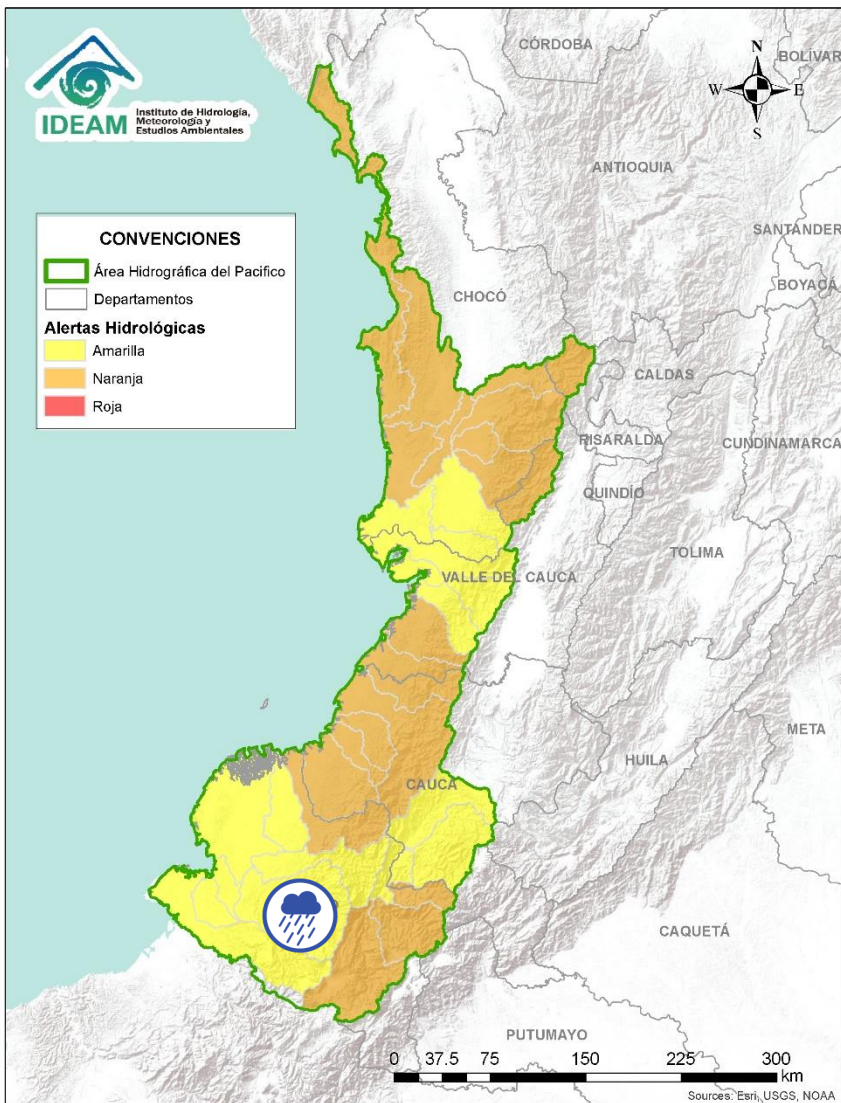 IDEAM
Instituto de Hidrología,
Meteorología y
Estudios Ambientales
CÓRDOBA
BOLÍVAR
N
W
E
S
ANTIOQUIA
SANTANDER
BOYACÁ
CONVENCIONES
Área Hidrográfica del Pacifico
Departamentos
Alertas Hidrológicas
Amarilla
Naranja
Roja
CHOCÓ
CALDAS
RISARALDA
CUNDINAMARCA
QUINDÍO
TOLIMA
VALLE DEL CAUCA
META
HUILA
CAUCA
CAQUETÁ
PUTUMAYO
0 37.5 75 150 225 300
km
Sources: Esri, USGS, NOAA